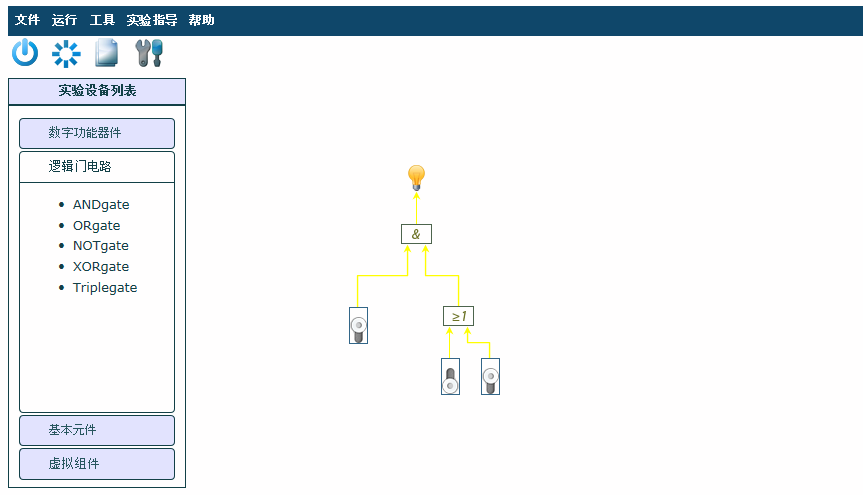 文件 运行 工具 实验指导 帮助
实验设备列表
数字功能器件
逻辑门电路
ANDgate
ORgate
NOTgate
XORgate
Triplegate
&
≥1
基本元件
虚拟组件